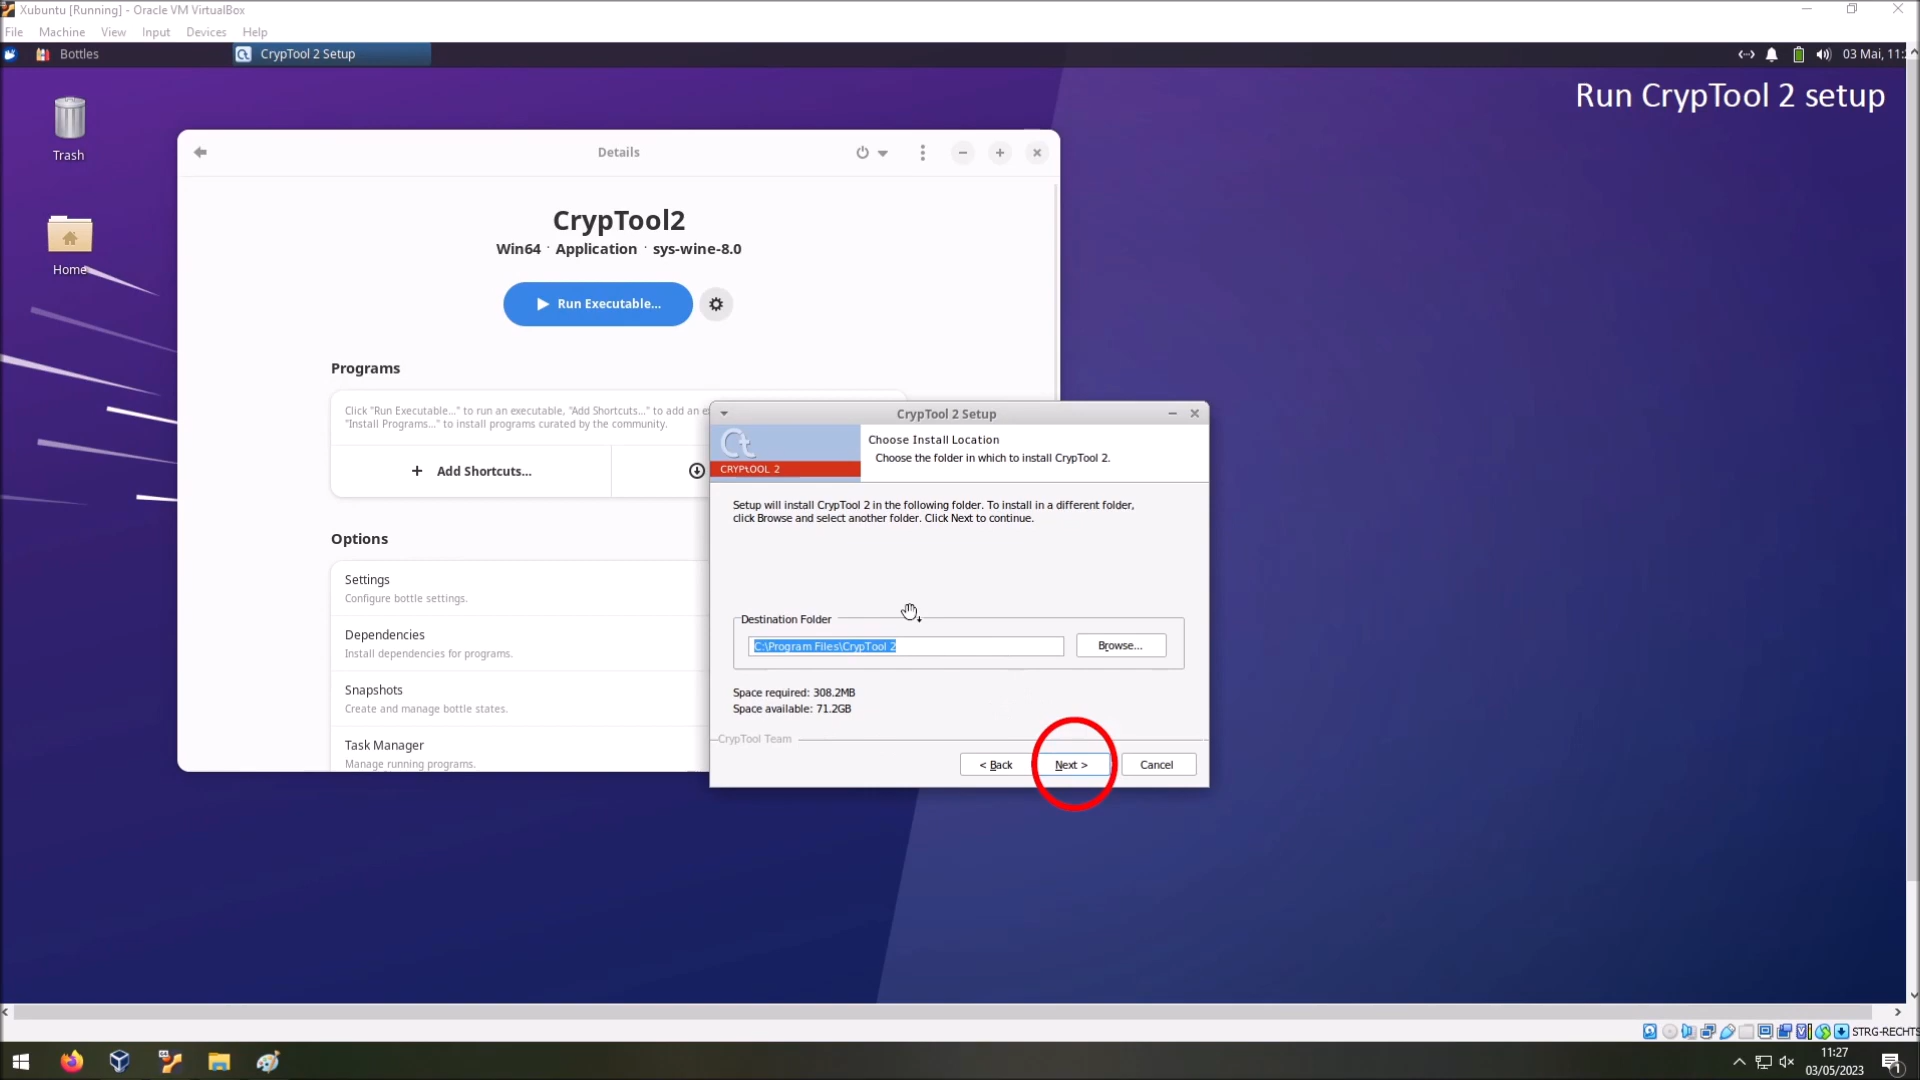 Xubuntu [Running] - Oracle VM VirtualBox
File Machine View Input Devices Help
Bottles
CrypTool 2 Setup
03 Mai, 11:
Run CrypTool 2 setup
Trash
Home
Details
CrypTool2
Win64 · Application · sys-wine-8.0
Run Executable...
Programs
Click "Run Executable..." to run an executable, "Add Shortcuts..." to add an ex
"Install Programs..." to install programs curated by the community.
Add Shortcuts...
Options
Settings
Configure bottle settings.
Dependencies
Install dependencies for programs.
Snapshots
Create and manage bottle states.
Task Manager
Manage running programs.
CrypTool 2 Setup
CRYPtOOL 2
Choose Install Location
Choose the folder in which to install CrypTool 2.
Setup will install CrypTool 2 in the following folder. To install in a different folder,
click Browse and select another folder. Click Next to continue.
Destination Folder
C:\Program Files\CrypTool 2
Browse...
Space required: 308.2MB
Space available: 71.2GB
CrypTool Team
< Back
Next >
Cancel
STRG-RECHTS
11:27
03/05/2023
1